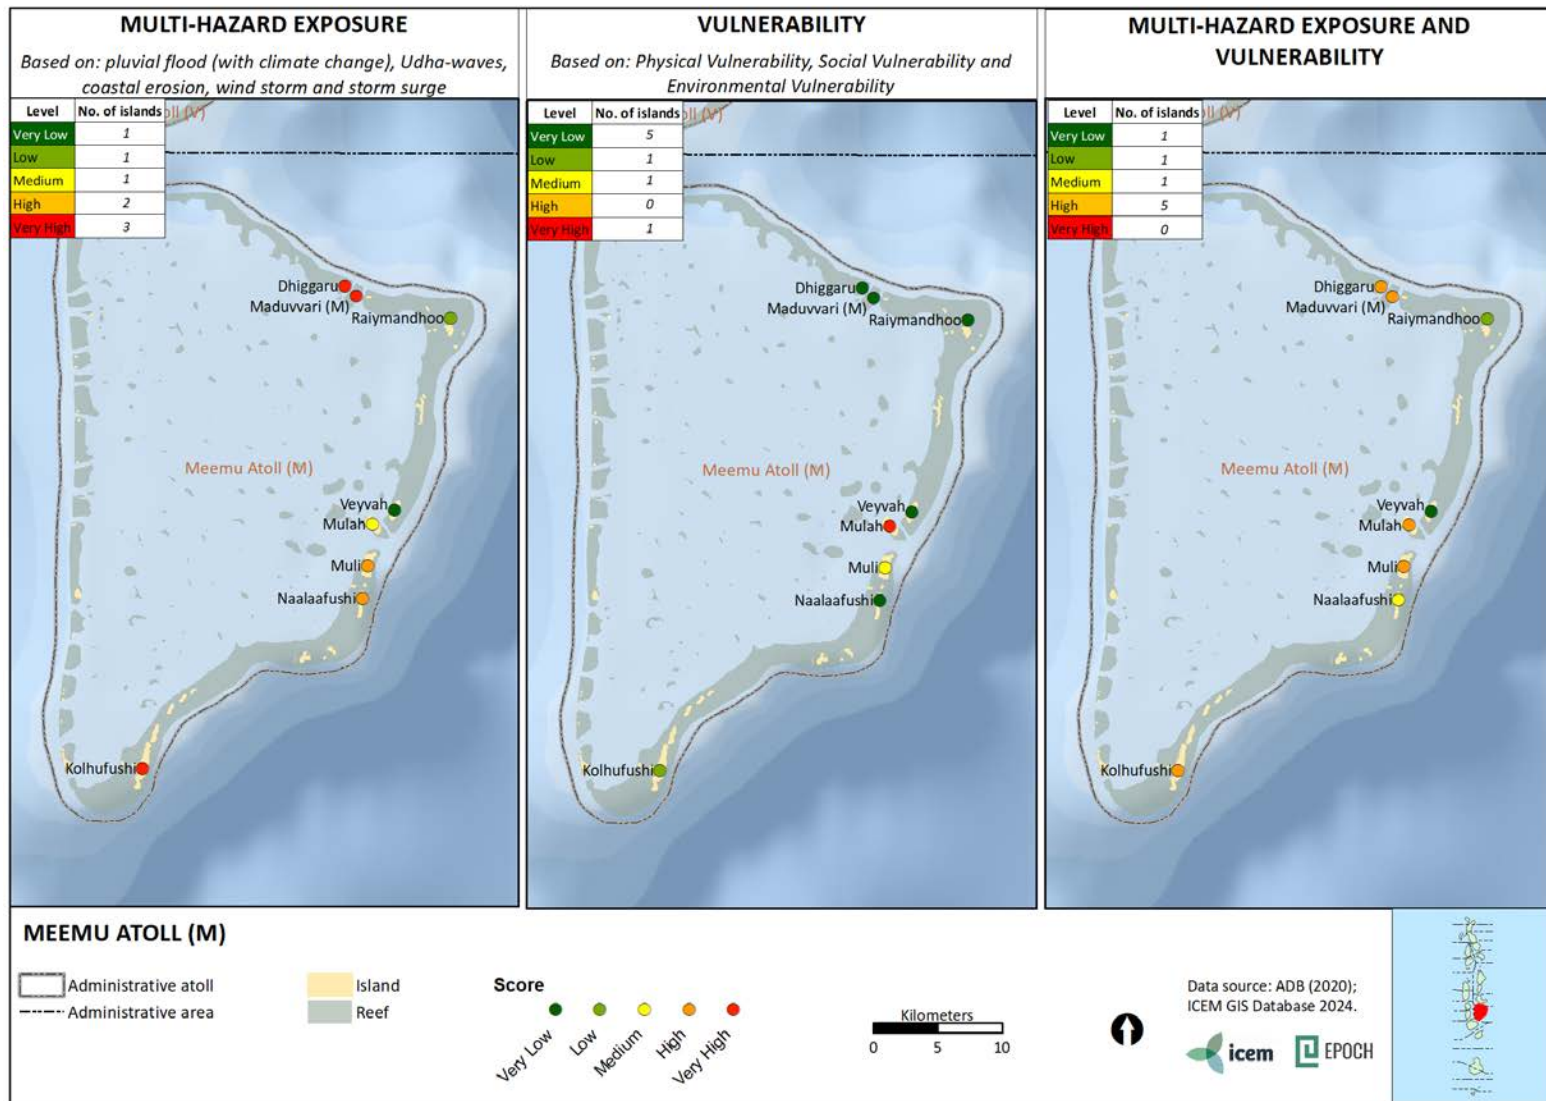 MULTI-HAZARD EXPOSURE
Based on: pluvial flood (with climate change), Udha-waves,
coastal erosion, wind storm and storm surge
Level No. of islands
Very Low 1
Low 1
Medium 1
High 2
Very High 3
Dhiggaru
Maduvvari (M)
Raiymandhoo
Meemu Atoll (M)
Veyvah
Mulah
Muli
Naalaafushi
Kolhufushi
VULNERABILITY
Based on: Physical Vulnerability, Social Vulnerability and
Environmental Vulnerability
Level No. of islands
Very Low 5
Low 1
Medium 1
High 0
Very High 1
Dhiggaru
Maduvvari (M)
Raiymandhoo
Meemu Atoll (M)
Veyvah
Mulah
Muli
Naalaafushi
Kolhufushi
MULTI-HAZARD EXPOSURE AND
VULNERABILITY
Level No. of islands
Very Low 1
Low 1
Medium 1
High 5
Very High 0
Dhiggaru
Maduvvari (M)
Raiymandhoo
Meemu Atoll (M)
Veyvah
Mulah
Muli
Naalaafushi
Kolhufushi
MEEMU ATOLL (M)
Administrative atoll
Administrative area
Island
Reef
Score
Very Low
Low
Medium
High
Very High
Kilometers
0 5 10
Data source: ADB (2020);
ICEM GIS Database 2024.
icem
EPOCH